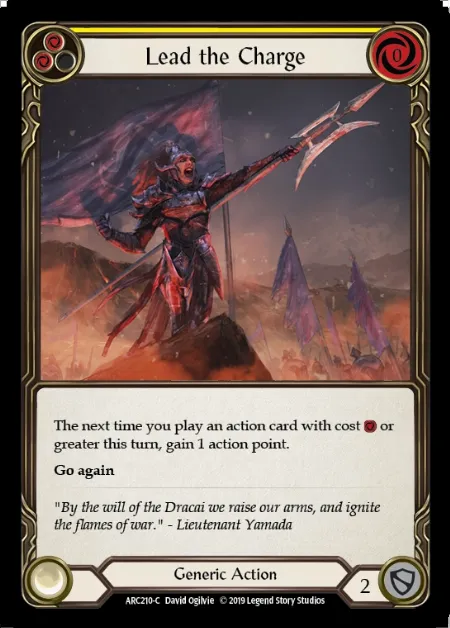 Lead the Charge
0
The next time you play an action card with cost or
greater this turn, gain 1 action point.
Go again
"By the will of the Dracai we raise our arms, and ignite
the flames of war." - Lieutenant Yamada
Generic Action
2
ARC210-C David Ogilvie © 2019 Legend Story Studios